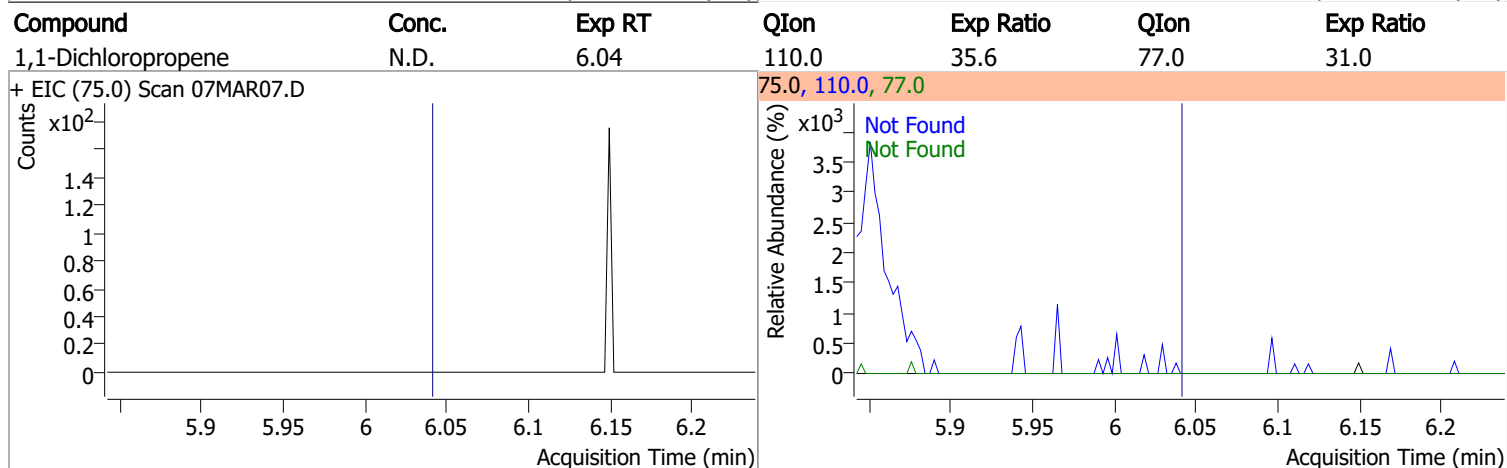 Compound Conc. Exp RT QIon Exp Ratio QIon Exp Ratio
1,1-Dichloropropene N.D. 6.04 110.0 35.6 77.0 31.0
+ EIC (75.0) Scan 07MAR07.D
Counts
x10²
1.4
1.2
1
0.8
0.6
0.4
0.2
0
5.9 5.95 6 6.05 6.1 6.15 6.2
Acquisition Time (min)
75.0, 110.0, 77.0
Relative Abundance (%)
x10³
Not Found
Not Found
3.5
3
2.5
2
1.5
1
0.5
0
5.9 5.95 6 6.05 6.1 6.15 6.2
Acquisition Time (min)